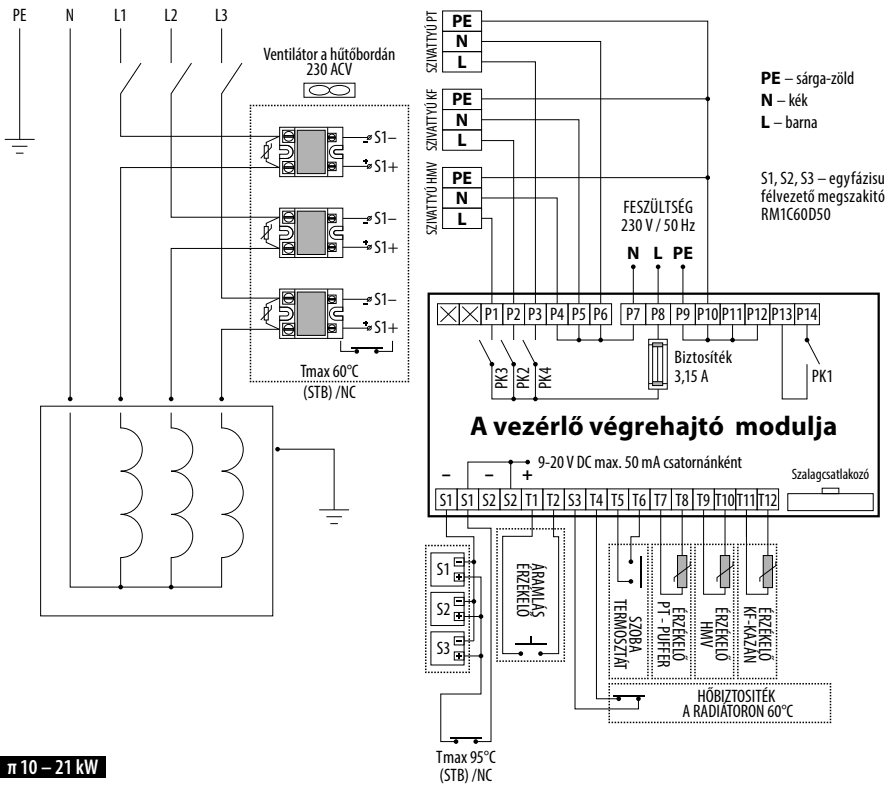 PE N L1 L2 L3
Ventilátor a hűtőbordán
230 ACV
S1–
S1+
S1–
S1+
S1–
S1+
Tmax 60°C
(STB) /NC
SZIVATTYÚ PT
PE
N
L
SZIVATTYÚ KF
PE
N
L
SZIVATTYÚ HMV
PE
N
L
PE – sárga-zöld
N – kék
L – barna
S1, S2, S3 – egyfázisu
félvezető megszakitó
RM1C60D50
FESZÜLTSÉG
230 V / 50 Hz
N L PE
P1 P2 P3 P4 P5 P6 P7 P8 P9 P10 P11 P12 P13 P14
PK3
PK2
PK4
Biztosíték
3,15 A
PK1
A vezérlő végrehajtó modulja
9-20 V DC max. 50 mA csatornánként
– – +
Szalagcsatlakozó
S1 S1 S2 S2 T1 T2 S3 T4 T5 T6 T7 T8 T9 T10 T11 T12
S1 – +
S2 – +
S3 – +
ÁRAMLÁS
ÉRZÉKELŐ
SZOBA
TERMOSZTÁT
ÉRZÉKELŐ
PT - PUFFER
ÉRZÉKELŐ
HMV
ÉRZÉKELŐ
KF-KAZÁN
HŐBIZTOSITÉK
A RADIÁTORON 60°C
Tmax 95°C
(STB) /NC
π 10 – 21 kW